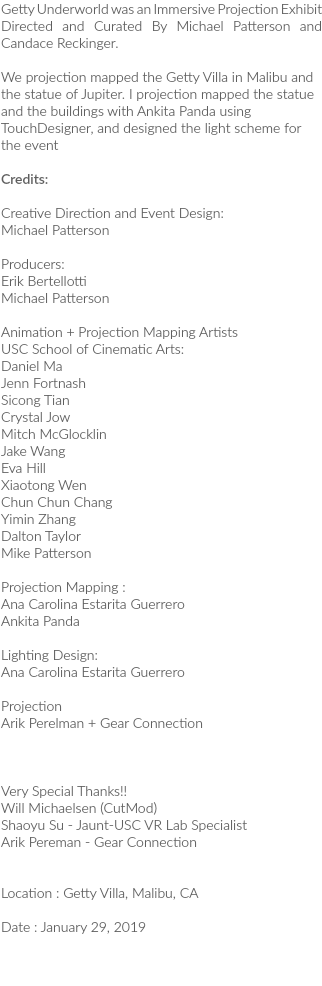 Getty Underworld was an Immersive Projection Exhibit
Directed and Curated By Michael Patterson and
Candace Reckinger.
We projection mapped the Getty Villa in Malibu and
the statue of Jupiter. I projection mapped the statue
and the buildings with Ankita Panda using
TouchDesigner, and designed the light scheme for
the event
Credits:
Creative Direction and Event Design:
Michael Patterson
Producers:
Erik Bertellotti
Michael Patterson
Animation + Projection Mapping Artists
USC School of Cinematic Arts:
Daniel Ma
Jenn Fortnash
Sicong Tian
Crystal Jow
Mitch McGlocklin
Jake Wang
Eva Hill
Xiaotong Wen
Chun Chun Chang
Yimin Zhang
Dalton Taylor
Mike Patterson
Projection Mapping :
Ana Carolina Estarita Guerrero
Ankita Panda
Lighting Design:
Ana Carolina Estarita Guerrero
Projection
Arik Perelman + Gear Connection
Very Special Thanks!!
Will Michaelsen (CutMod)
Shaoyu Su - Jaunt-USC VR Lab Specialist
Arik Pereman - Gear Connection
Location : Getty Villa, Malibu, CA
Date : January 29, 2019